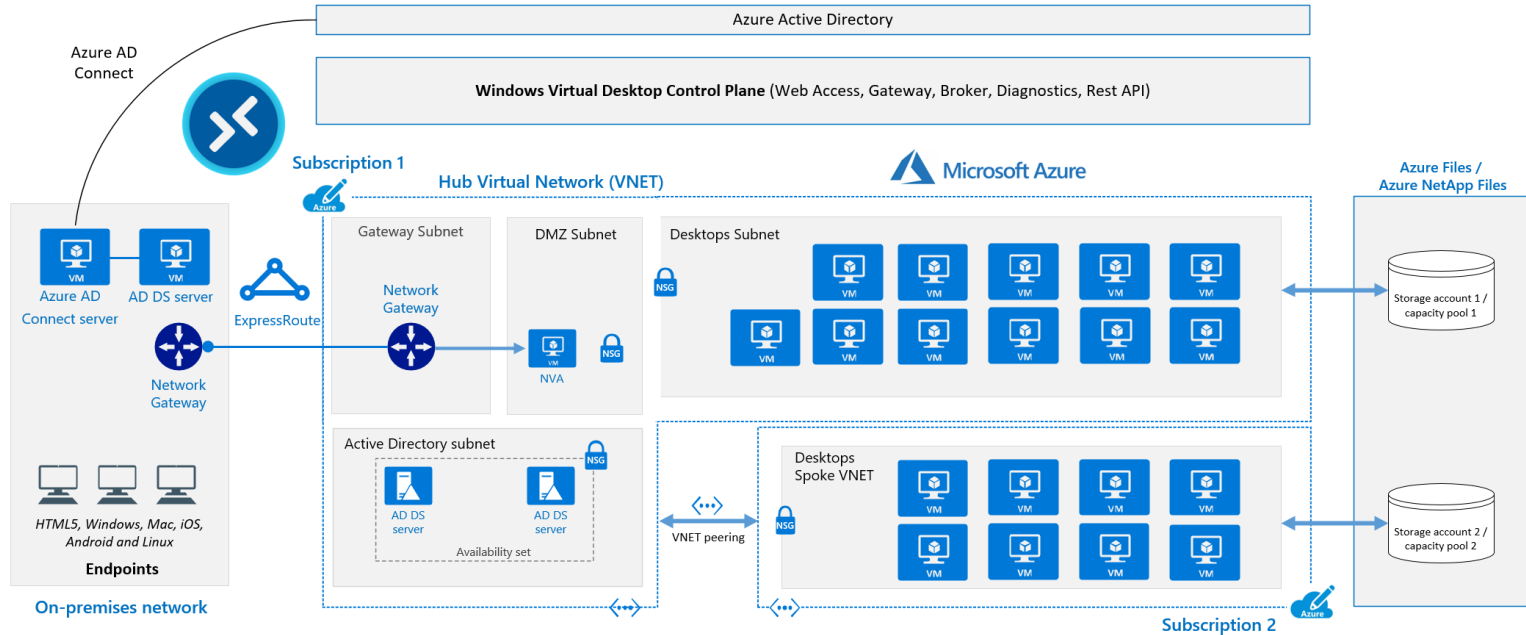 Azure Active Directory
Azure AD
Connect
Windows Virtual Desktop Control Plane (Web Access, Gateway, Broker, Diagnostics, Rest API)
Subscription 1
Azure
Hub Virtual Network (VNET)
Microsoft Azure
Azure Files /
Azure NetApp Files
VM
Azure AD
Connect server
VM
AD DS server
ExpressRoute
Network
Gateway
HTML5, Windows, Mac, iOS,
Android and Linux
Endpoints
On-premises network
Gateway Subnet
Network
Gateway
DMZ Subnet
VM
NVA
NSG
Desktops Subnet
NSG
VM
VM
VM
VM
VM
VM
VM
VM
VM
VM
VM
Storage account 1 /
capacity pool 1
Active Directory subnet
NSG
AD DS
server
AD DS
server
Availability set
VNET peering
Desktops
Spoke VNET
NSG
VM
VM
VM
VM
VM
VM
VM
VM
Storage account 2 /
capacity pool 2
Azure
Subscription 2